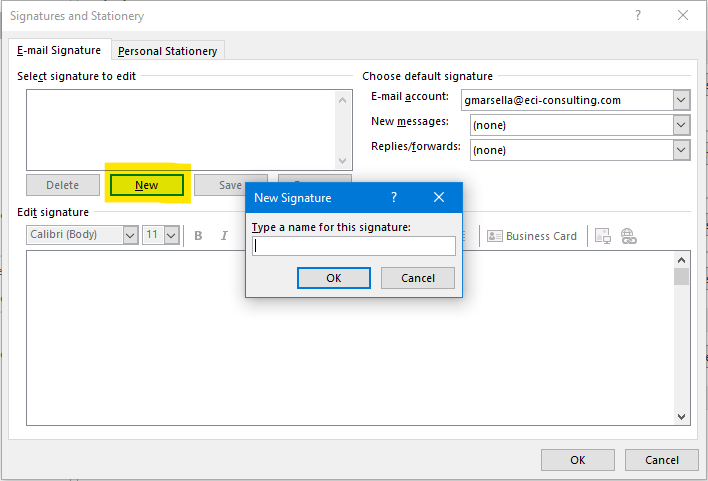 Signatures and Stationery
E-mail Signature
Personal Stationery
Select signature to edit
Choose default signature
E-mail account:
gmarsella@eci-consulting.com
New messages:
(none)
Replies/forwards:
(none)
Delete
New
Save
New Signature
Type a name for this signature:
OK
Cancel
Edit signature
Calibri (Body)
11
B
I
Business Card
OK
Cancel